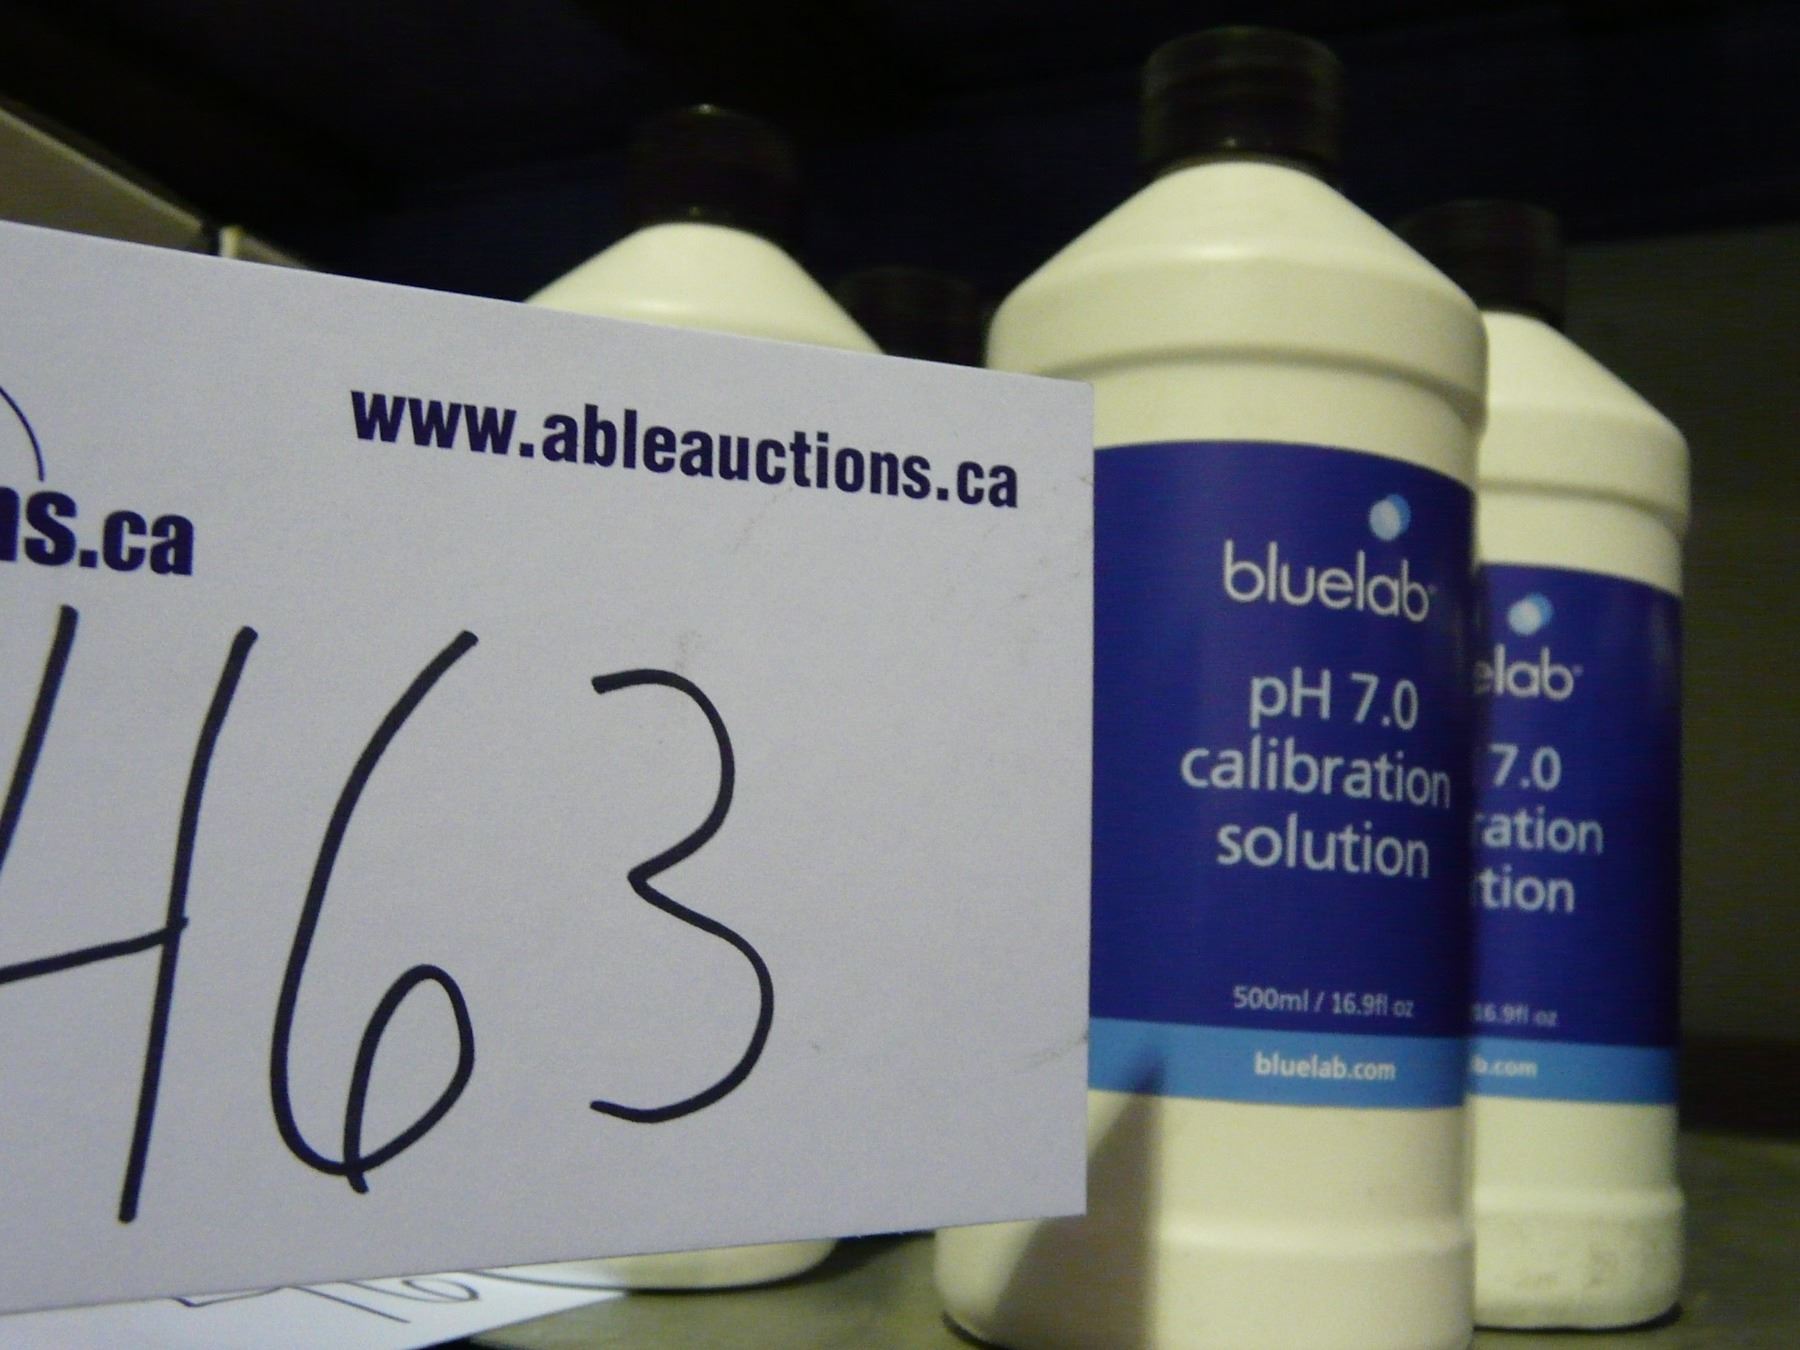 www.ableauctions.ca
ns.ca
463
bluelab
pH 7.0
calibration
solution
500ml / 16.9fl oz
bluelab.com
elab
7.0
ration
tion
16.9fl oz
b.com